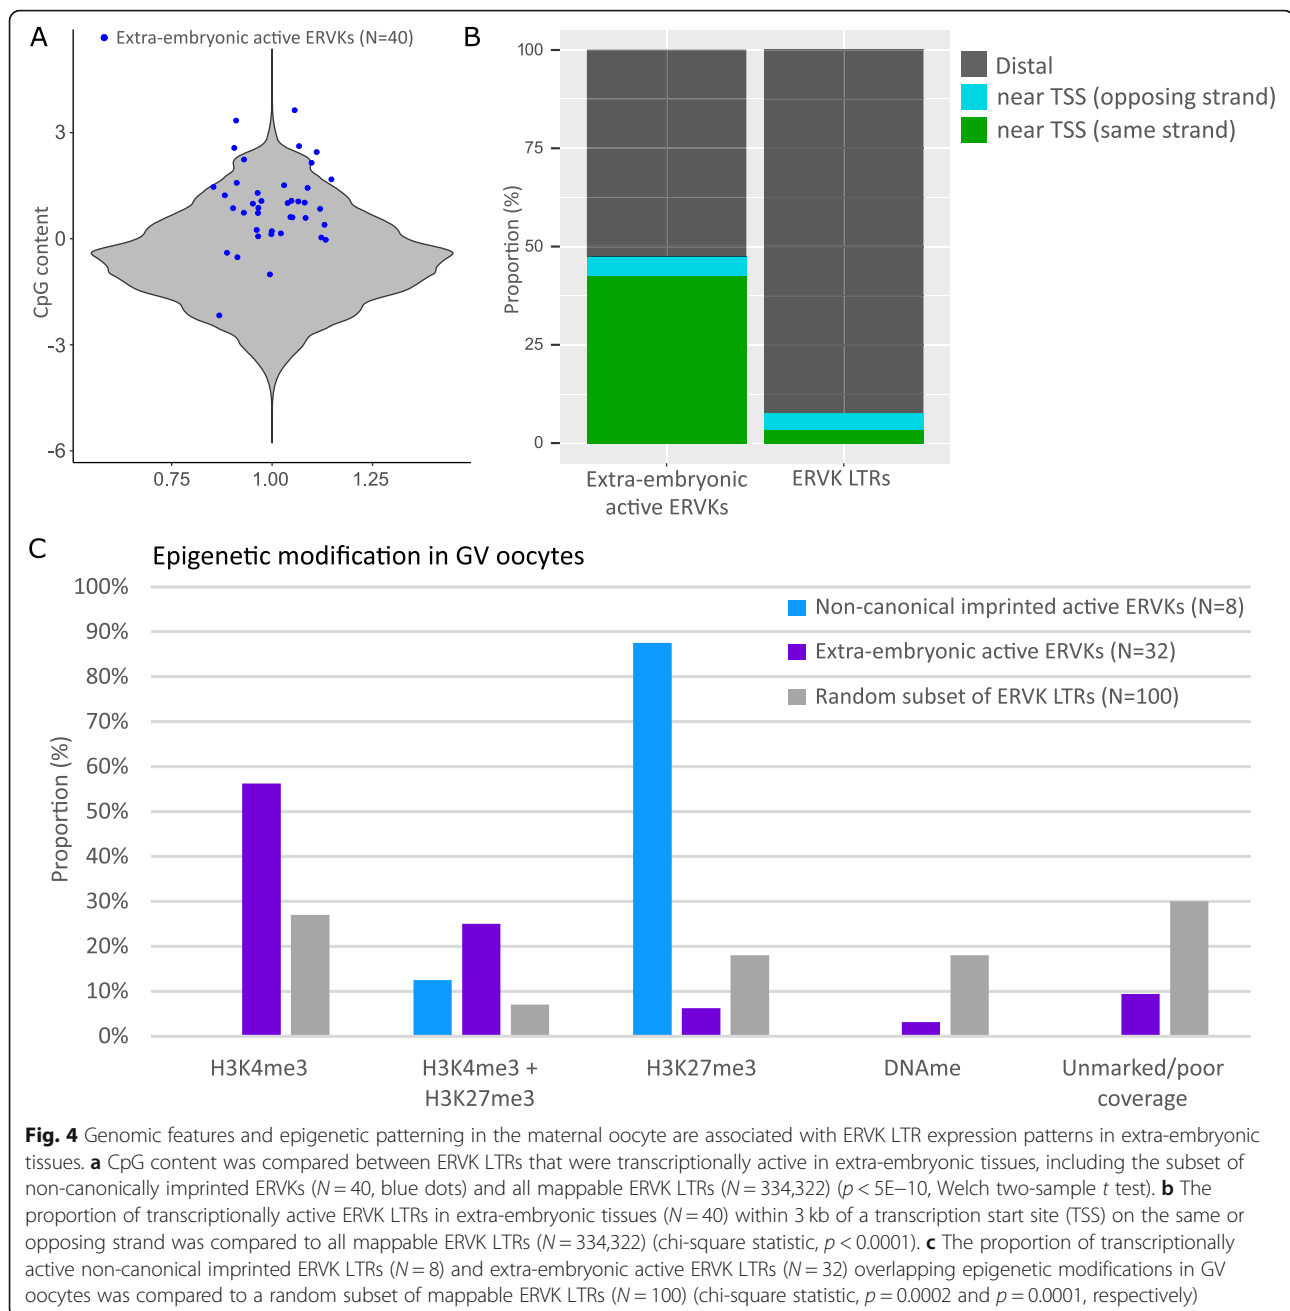 A
Extra-embryonic active ERVKs (N=40)
CpG content
3
0
-3
-6
0.75 1.00 1.25
B
Proportion (%)
100
75
50
25
0
Extra-embryonic
active ERVKs
ERVK LTRs
Distal
near TSS (opposing strand)
near TSS (same strand)
C
Epigenetic modification in GV oocytes
Proportion (%)
100%
90%
80%
70%
60%
50%
40%
30%
20%
10%
0%
Non-canonical imprinted active ERVKs (N=8)
Extra-embryonic active ERVKs (N=32)
Random subset of ERVK LTRs (N=100)
H3K4me3
H3K4me3 +
H3K27me3
H3K27me3
DNAme
Unmarked/poor
coverage
Fig. 4 Genomic features and epigenetic patterning in the maternal oocyte are associated with ERVK LTR expression patterns in extra-embryonic
tissues. a CpG content was compared between ERVK LTRs that were transcriptionally active in extra-embryonic tissues, including the subset of
non-canonically imprinted ERVKs (N = 40, blue dots) and all mappable ERVK LTRs (N = 334,322) (p < 5E−10, Welch two-sample t test). b The
proportion of transcriptionally active ERVK LTRs in extra-embryonic tissues (N = 40) within 3 kb of a transcription start site (TSS) on the same or
opposing strand was compared to all mappable ERVK LTRs (N = 334,322) (chi-square statistic, p < 0.0001). c The proportion of transcriptionally
active non-canonical imprinted ERVK LTRs (N = 8) and extra-embryonic active ERVK LTRs (N = 32) overlapping epigenetic modifications in GV
oocytes was compared to a random subset of mappable ERVK LTRs (N = 100) (chi-square statistic, p = 0.0002 and p = 0.0001, respectively)